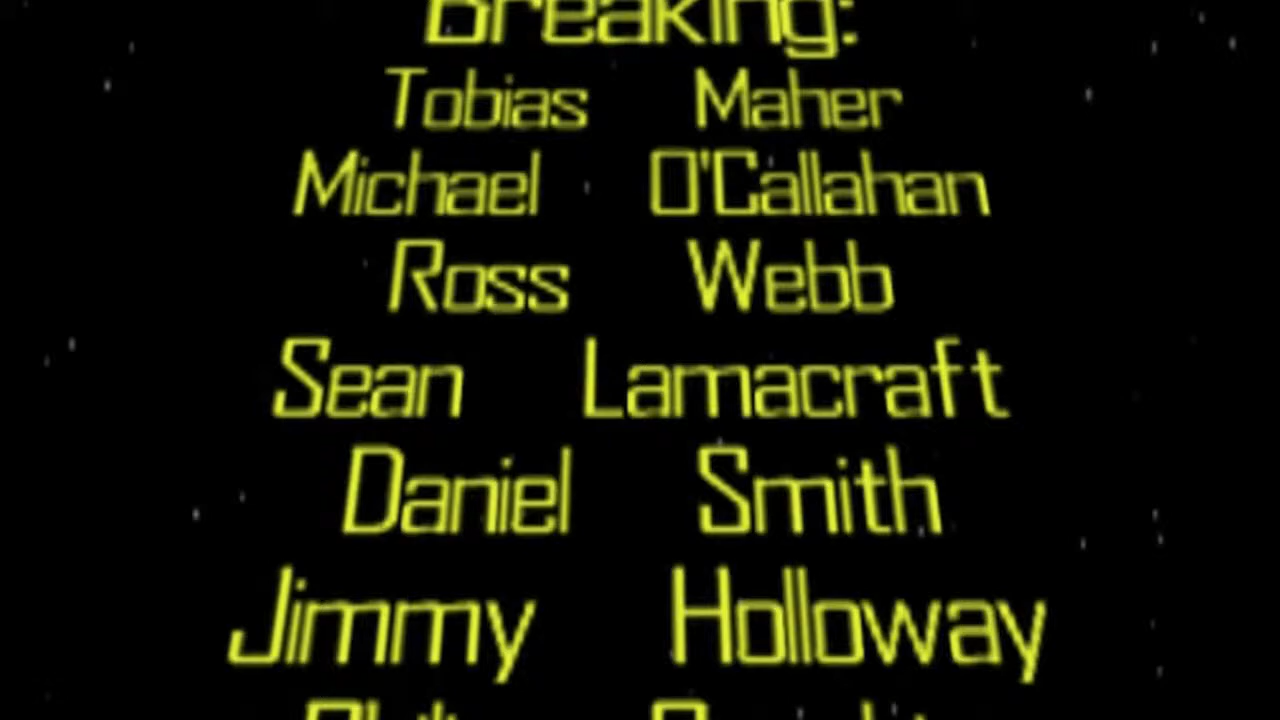 Breaking:
Tobias Maher
Michael O'Callahan
Ross Webb
Sean Lamacraft
Daniel Smith
Jimmy Holloway